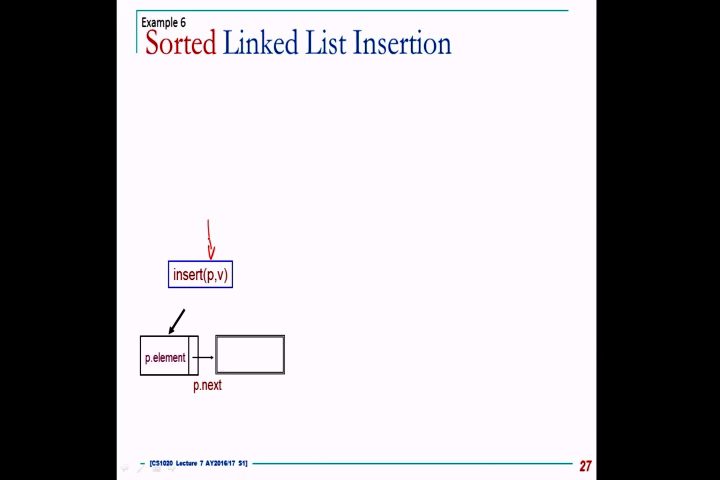 Example 6
Sorted Linked List Insertion
insert(p,v)
p.element
p.next
[CS1020 Lecture 7 AY2016/17 S1]
27